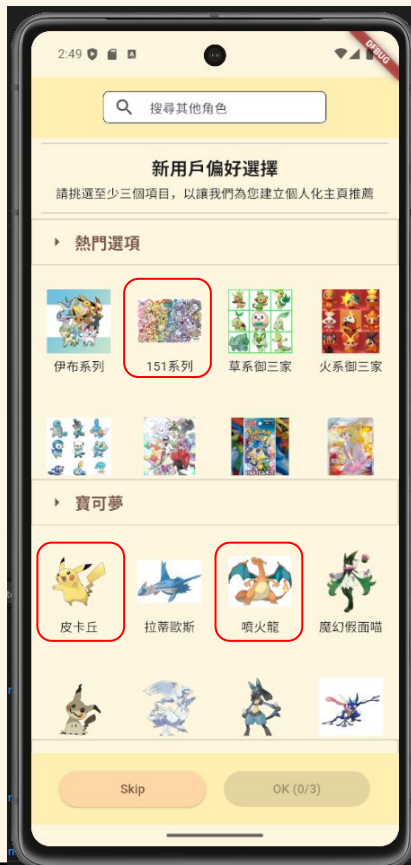 2:49
DEBUG
搜尋其他角色
新用戶偏好選擇
請挑選至少三個項目，以讓我們為您建立個人化主頁推薦
熱門選項
伊布系列
151系列
草系御三家
火系御三家
寶可夢
皮卡丘
拉蒂歐斯
噴火龍
魔幻假面喵
Skip
OK (0/3)